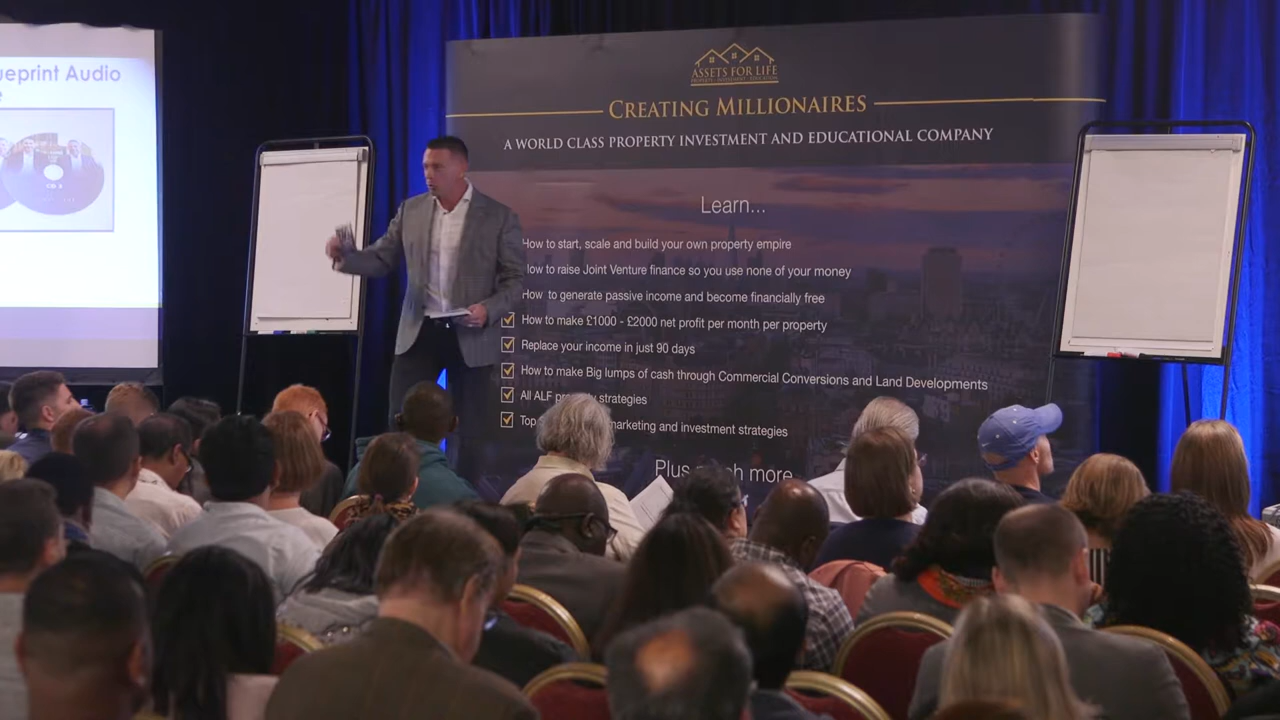 ueprint Audio
ASSETS FOR LIFE
PROPERTY INVESTMENT EDUCATION
CREATING MILLIONAIRES
A WORLD CLASS PROPERTY INVESTMENT AND EDUCATIONAL COMPANY
Learn...
How to start, scale and build your own property empire
How to raise Joint Venture finance so you use none of your money
How to generate passive income and become financially free
How to make £1000 - £2000 net profit per month per property
Replace your income in just 90 days
How to make Big lumps of cash through Commercial Conversions and Land Developments
All ALF strategies
Top marketing and investment strategies
Plus more